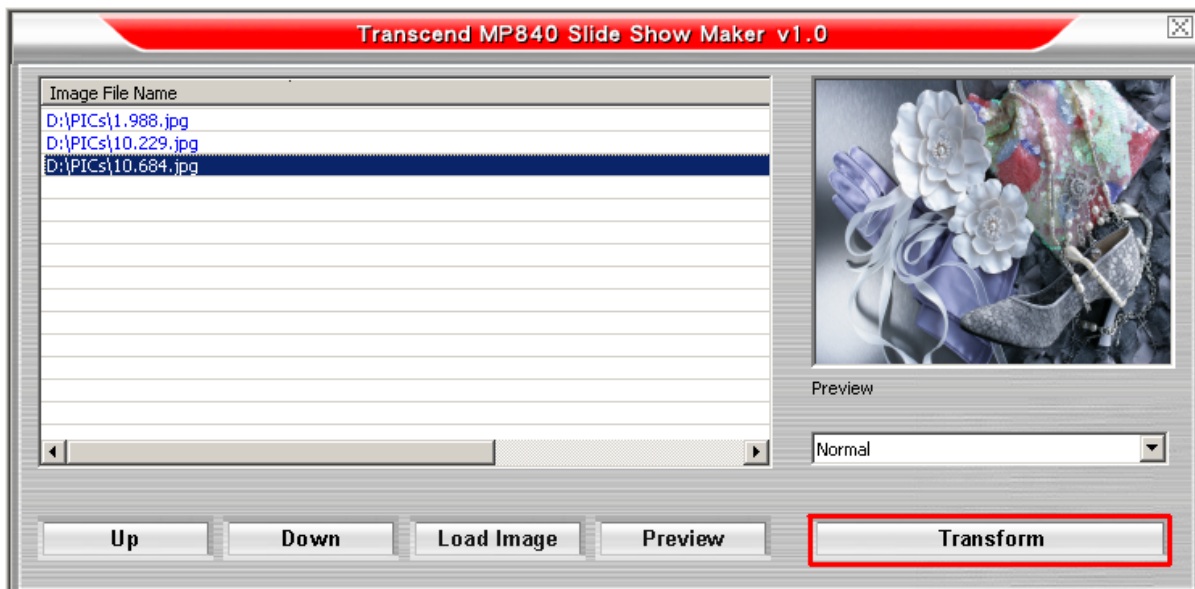 Transcend MP840 Slide Show Maker v1.0
Image File Name
D:\PICs\1.988.jpg
D:\PICs\10.229.jpg
D:\PICs\10.684.jpg
Preview
Normal
Up
Down
Load Image
Preview
Transform